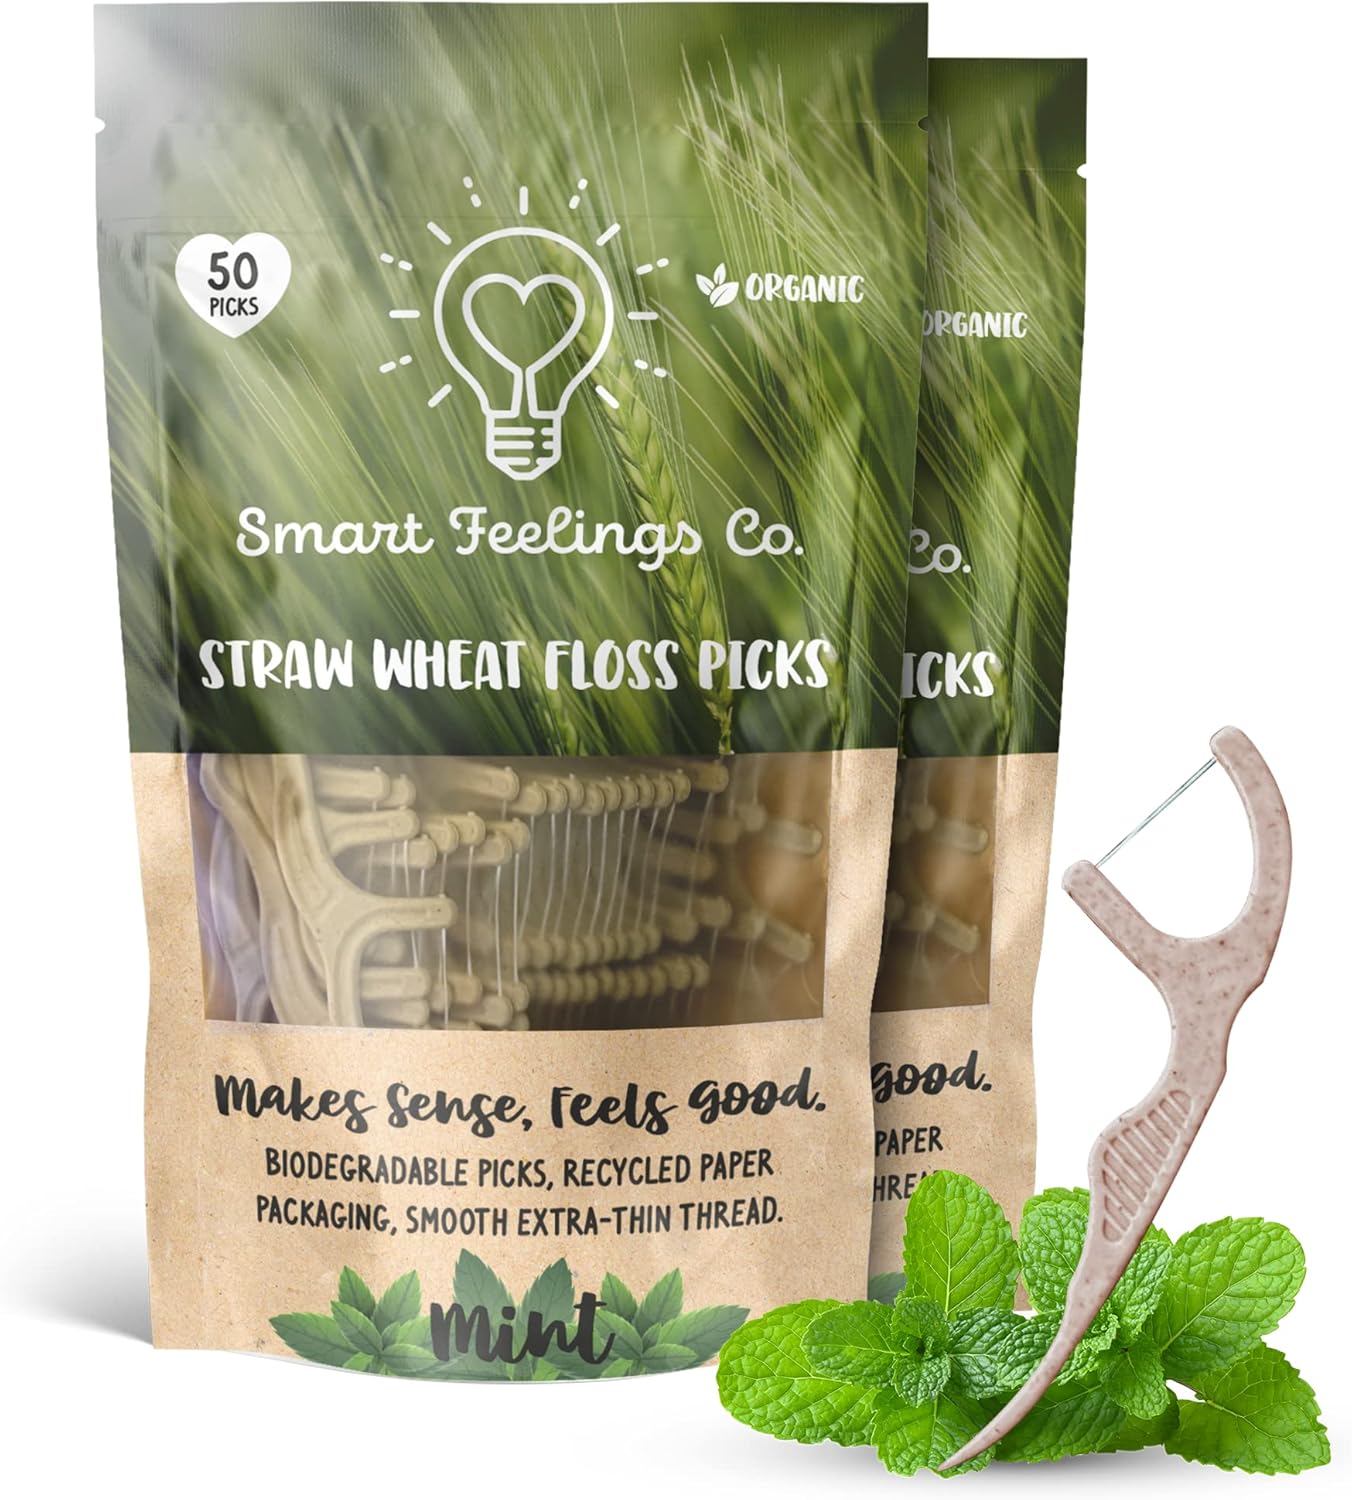 50
PICKS
ORGANIC
Smart Feelings Co.
STRAW WHEAT FLOSS PICKS
Makes Sense, Feels good.
BIODEGRADABLE PICKS, RECYCLED PAPER
PACKAGING, SMOOTH EXTRA-THIN THREAD.
mint
ORGANIC
Co.
ICKS
good.
PAPER
HRE